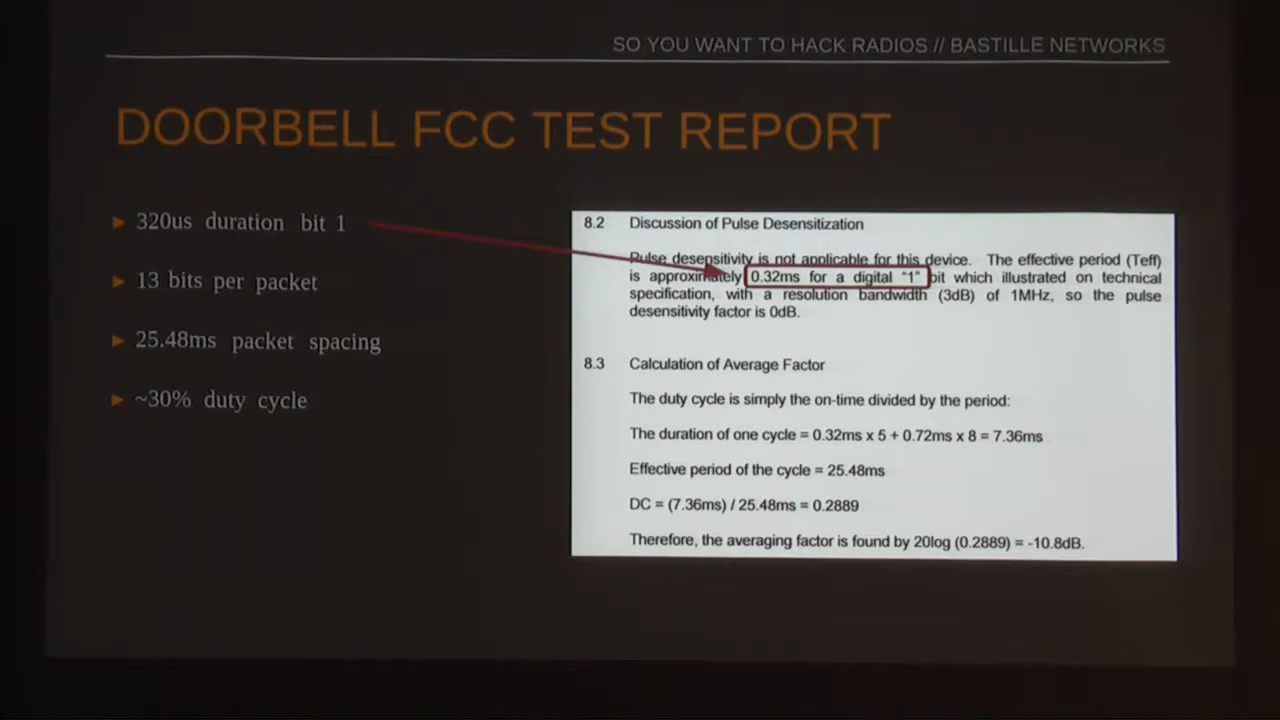 SO YOU WANT TO HACK RADIOS // BASTILLE NETWORKS
DOORBELL FCC TEST REPORT
320us duration bit 1
13 bits per packet
25.48ms packet spacing
~30% duty cycle
8.2 Discussion of Pulse Desensitization
Pulse desensitivity is not applicable for this device. The effective period (Teff)
is approximately 0.32ms for a digital "1" bit which illustrated on technical
specification, with a resolution bandwidth (3dB) of 1MHz, so the pulse
desensitivity factor is 0dB.
8.3 Calculation of Average Factor
The duty cycle is simply the on-time divided by the period:
The duration of one cycle = 0.32ms x 5 + 0.72ms x 8 = 7.36ms
Effective period of the cycle = 25.48ms
DC = (7.36ms) / 25.48ms = 0.2889
Therefore, the averaging factor is found by 20log (0.2889) = -10.8dB.